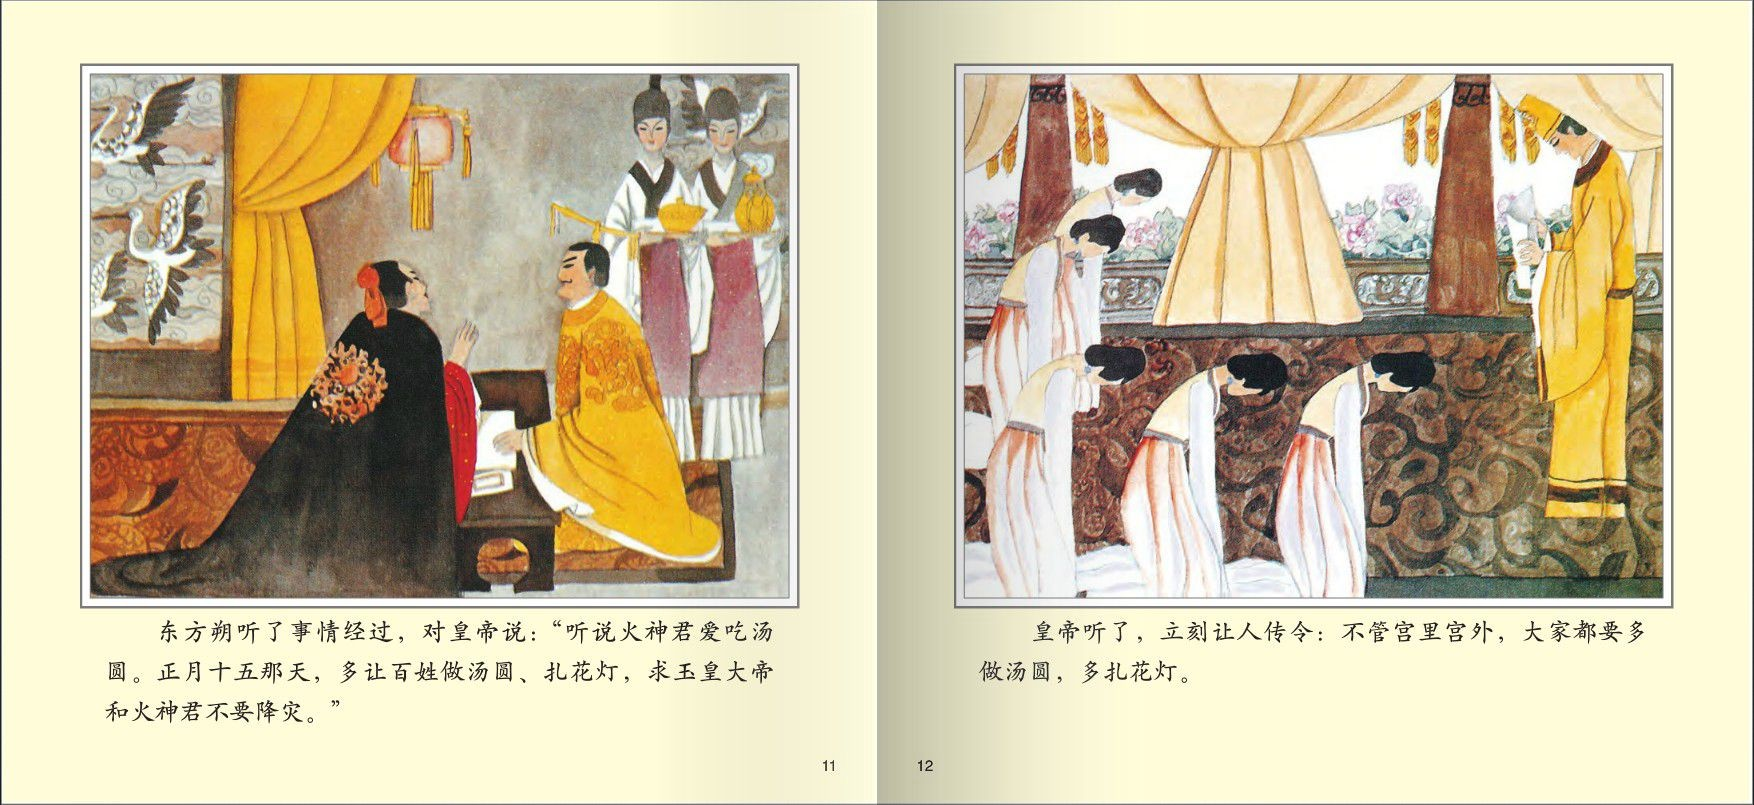 东方朔听了事情经过，对皇帝说：“听说火神君爱吃汤
圆。正月十五那天，多让百姓做汤圆、扎花灯，求玉皇大帝
和火神君不要降灾。”
11
皇帝听了，立刻让人传令：不管宫里宫外，大家都要多
做汤圆，多扎花灯。
12